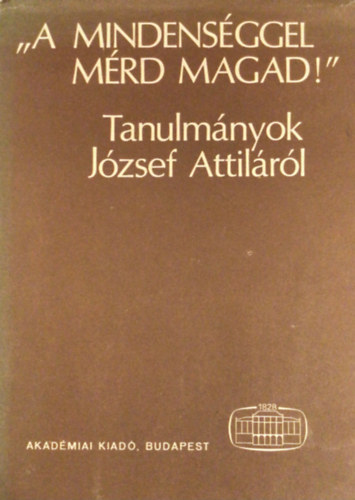 „A MINDENSÉGGEL
MÉRD MAGAD!”
Tanulmányok
József Attiláról
1828
AKADÉMIAI KIADÓ, BUDAPEST